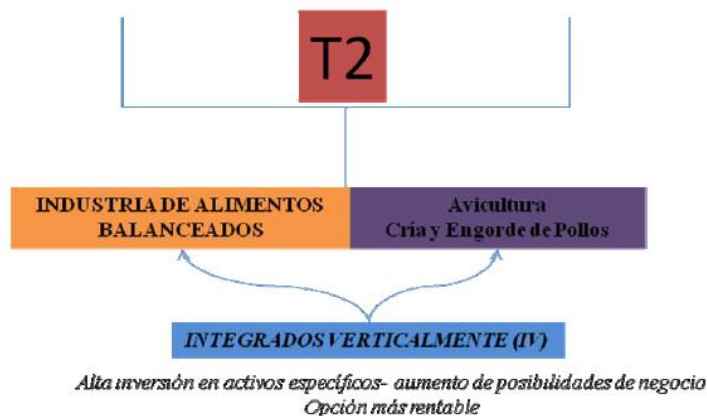 T2
INDUSTRIA DE ALIMENTOS
BALANCEADOS
Avicultura
Cría y Engorde de Pollos
INTEGRADOS VERTICALMENTE (IV)
Alta inversión en activos específicos- aumento de posibilidades de negocio
Opción más rentable